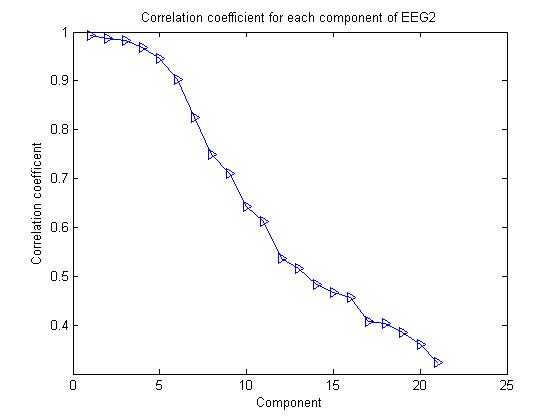 Correlation coefficient for each component of EEG2
1
0.9
0.8
0.7
0.6
0.5
0.4
Correlation coefficent
0 5 10 15 20 25
Component